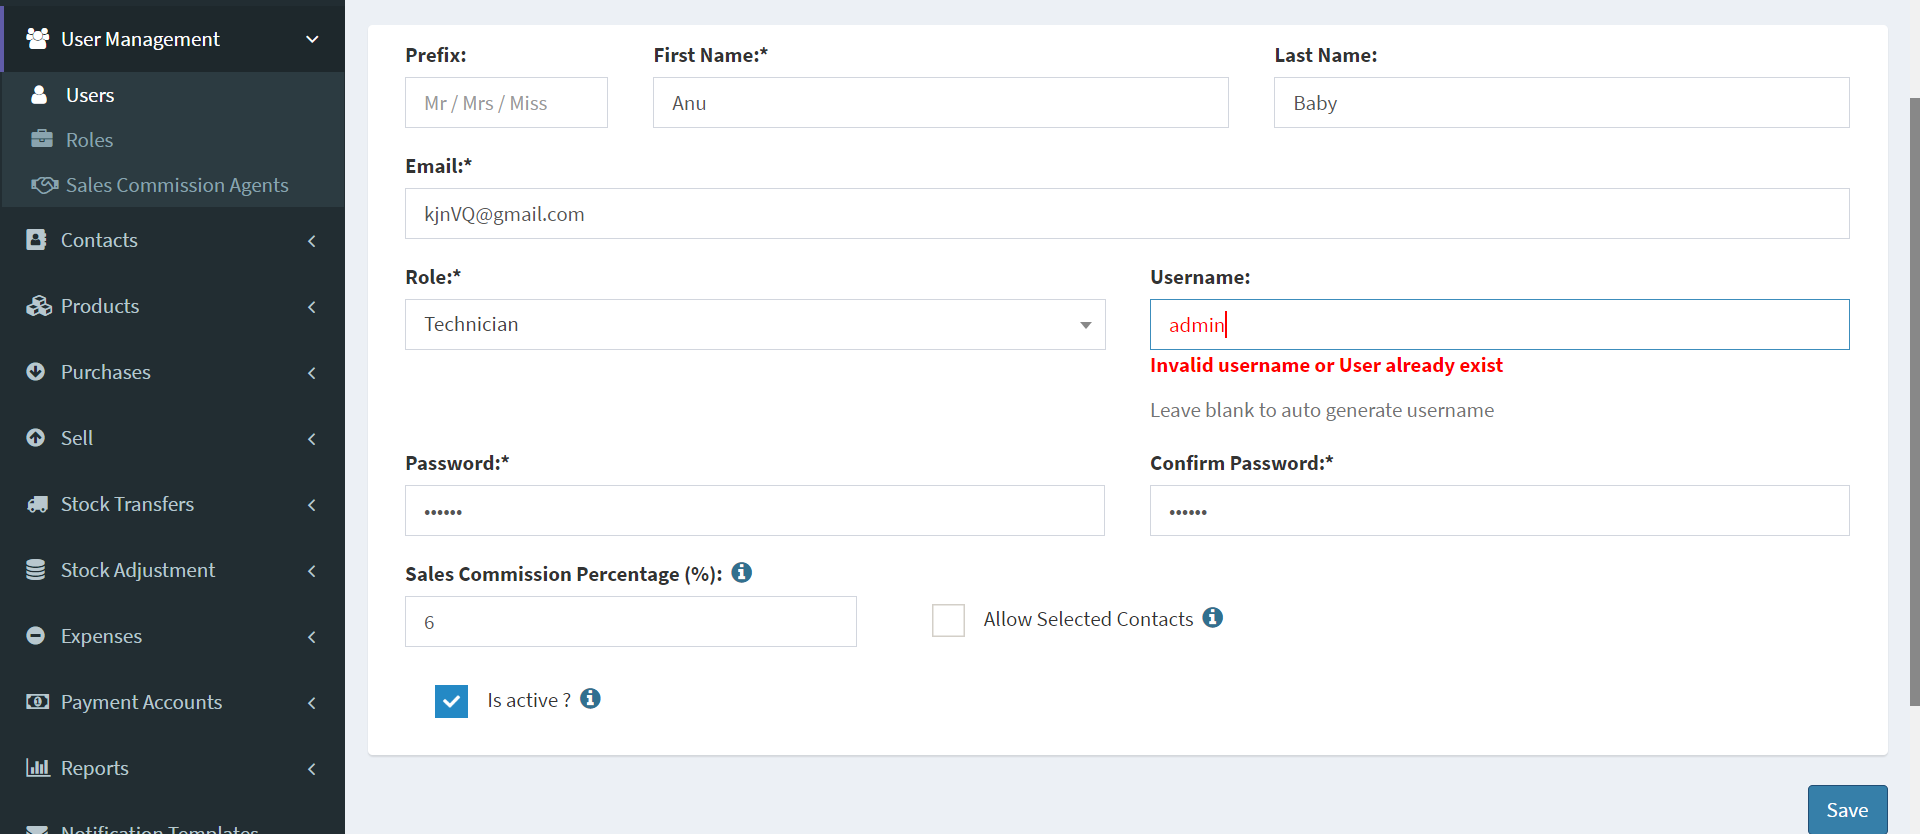 User Management
Users
Roles
Sales Commission Agents
Contacts
Products
Purchases
Sell
Stock Transfers
Stock Adjustment
Expenses
Payment Accounts
Reports
Notification Templates
Prefix:
First Name:*
Last Name:
Mr / Mrs / Miss
Anu
Baby
Email:*
kjnVQ@gmail.com
Role:*
Username:
Technician
admin
Invalid username or User already exist
Leave blank to auto generate username
Password:*
Confirm Password:*
••••••
••••••
Sales Commission Percentage (%):
6
Allow Selected Contacts
Is active ?
Save